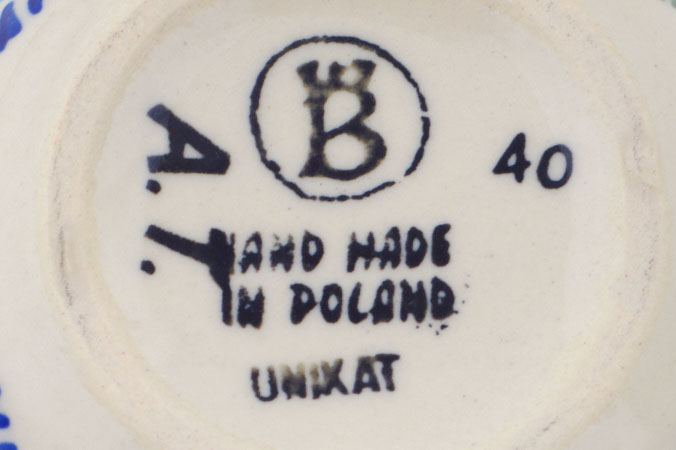 B
40
A. T.
HAND MADE
IN POLAND
UNIKAT